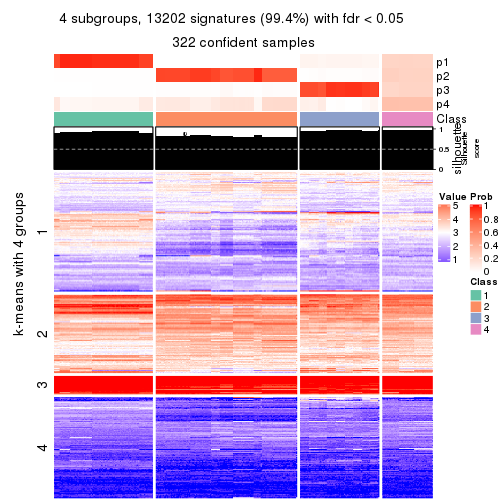 4 subgroups, 13202 signatures (99.4%) with fdr < 0.05
322 confident samples
p1
p2
p3
p4
Class
1
0.5
0
silhouette
Silhouette
score
k-means with 4 groups
1
2
3
4
Value
5
4
3
2
1
Prob
1
0.8
0.6
0.4
0.2
0
Class
1
2
3
4